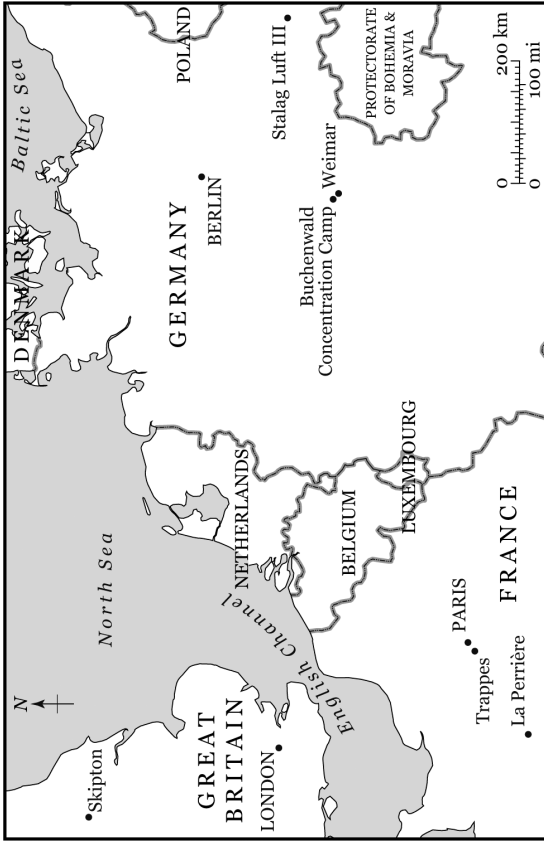 N
Skipton
GREAT
BRITAIN
LONDON
North Sea
English Channel
DENMARK
Baltic Sea
NETHERLANDS
BELGIUM
LUXEMBOURG
GERMANY
BERLIN
POLAND
Stalag Luft III
Buchenwald
Concentration Camp
Weimar
PROTECTORATE
OF BOHEMIA &
MORAVIA
PARIS
Trappes
La Perrière
FRANCE
0 200 km
0 100 mi